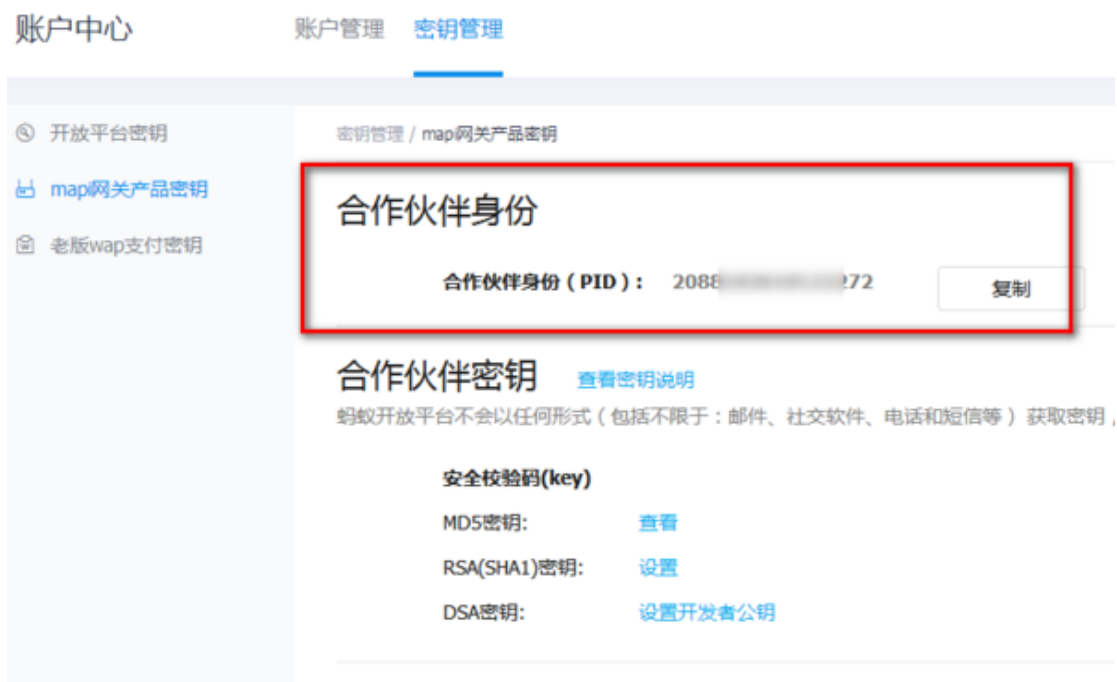 账户中心 账户管理 密钥管理
开放平台密钥
mapi网关产品密钥
老版wap支付密钥
密钥管理 / mapi网关产品密钥
合作伙伴身份
合作伙伴身份（PID）： 2088 272 复制
合作伙伴密钥 查看密钥说明
蚂蚁开放平台不会以任何形式（包括不限于：邮件、社交软件、电话和短信等）获取密钥，
安全校验码(key)
MD5密钥: 查看
RSA(SHA1)密钥: 设置
DSA密钥: 设置开发者公钥